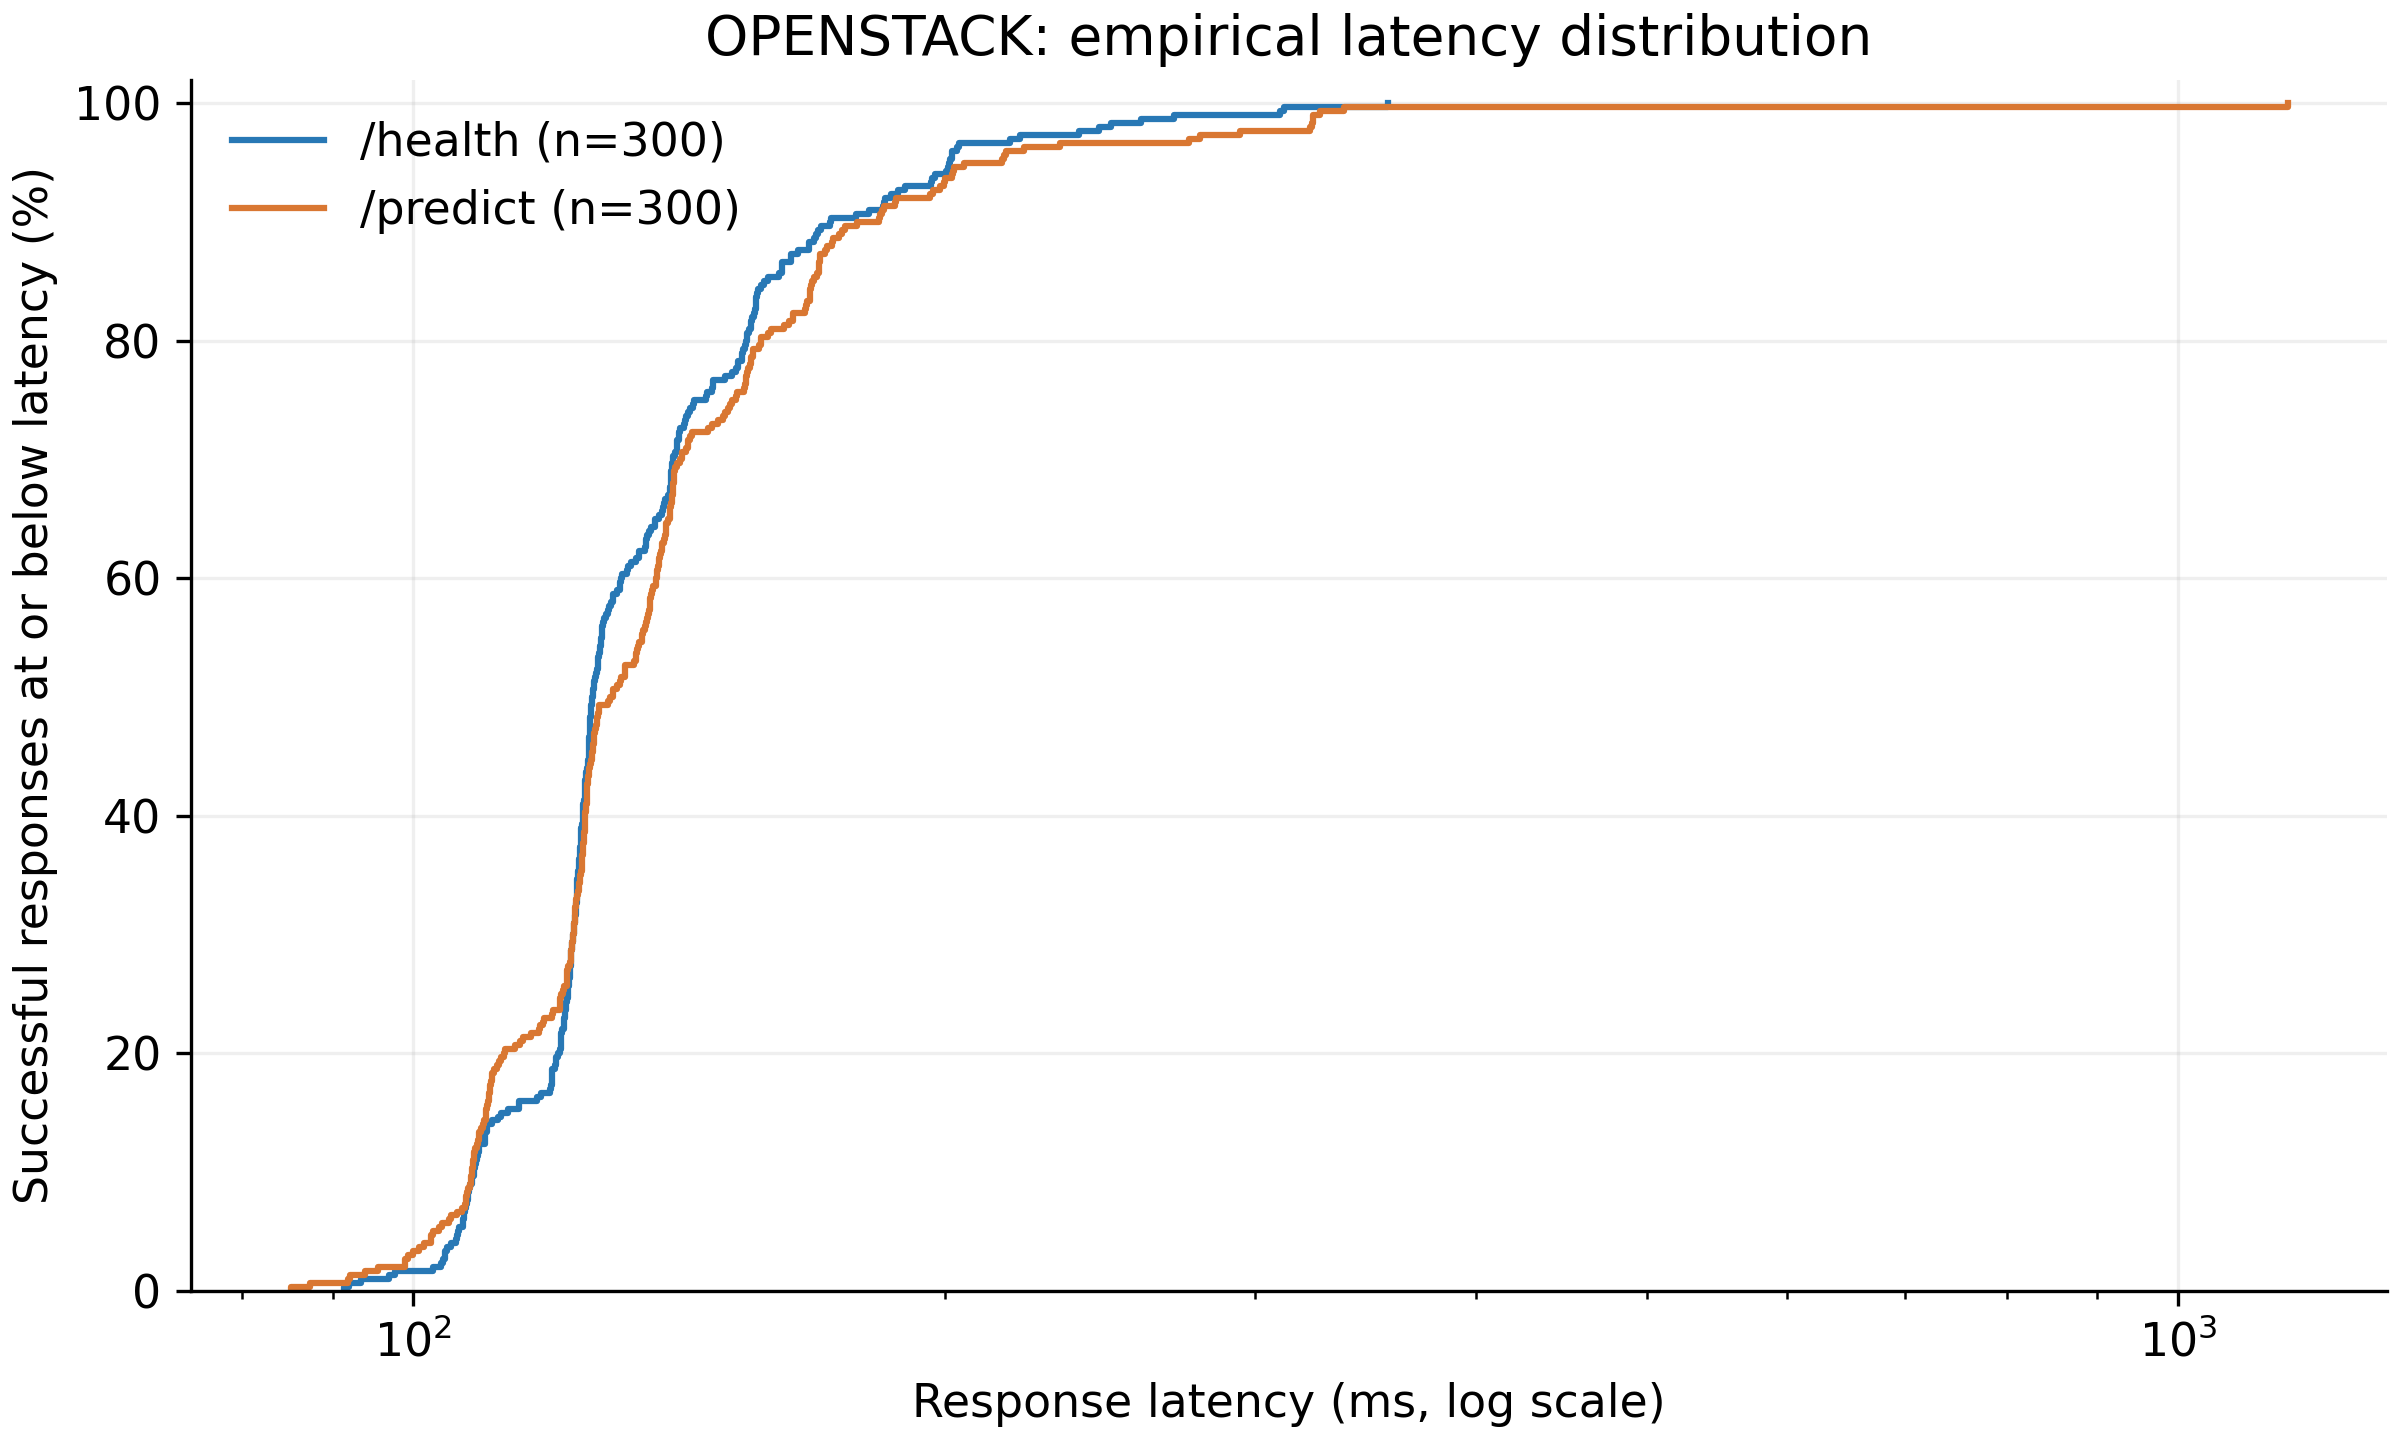 OPENSTACK: empirical latency distribution
100
80
60
40
20
0
Successful responses at or below latency (%)
/health (n=300)
/predict (n=300)
10²
10³
Response latency (ms, log scale)